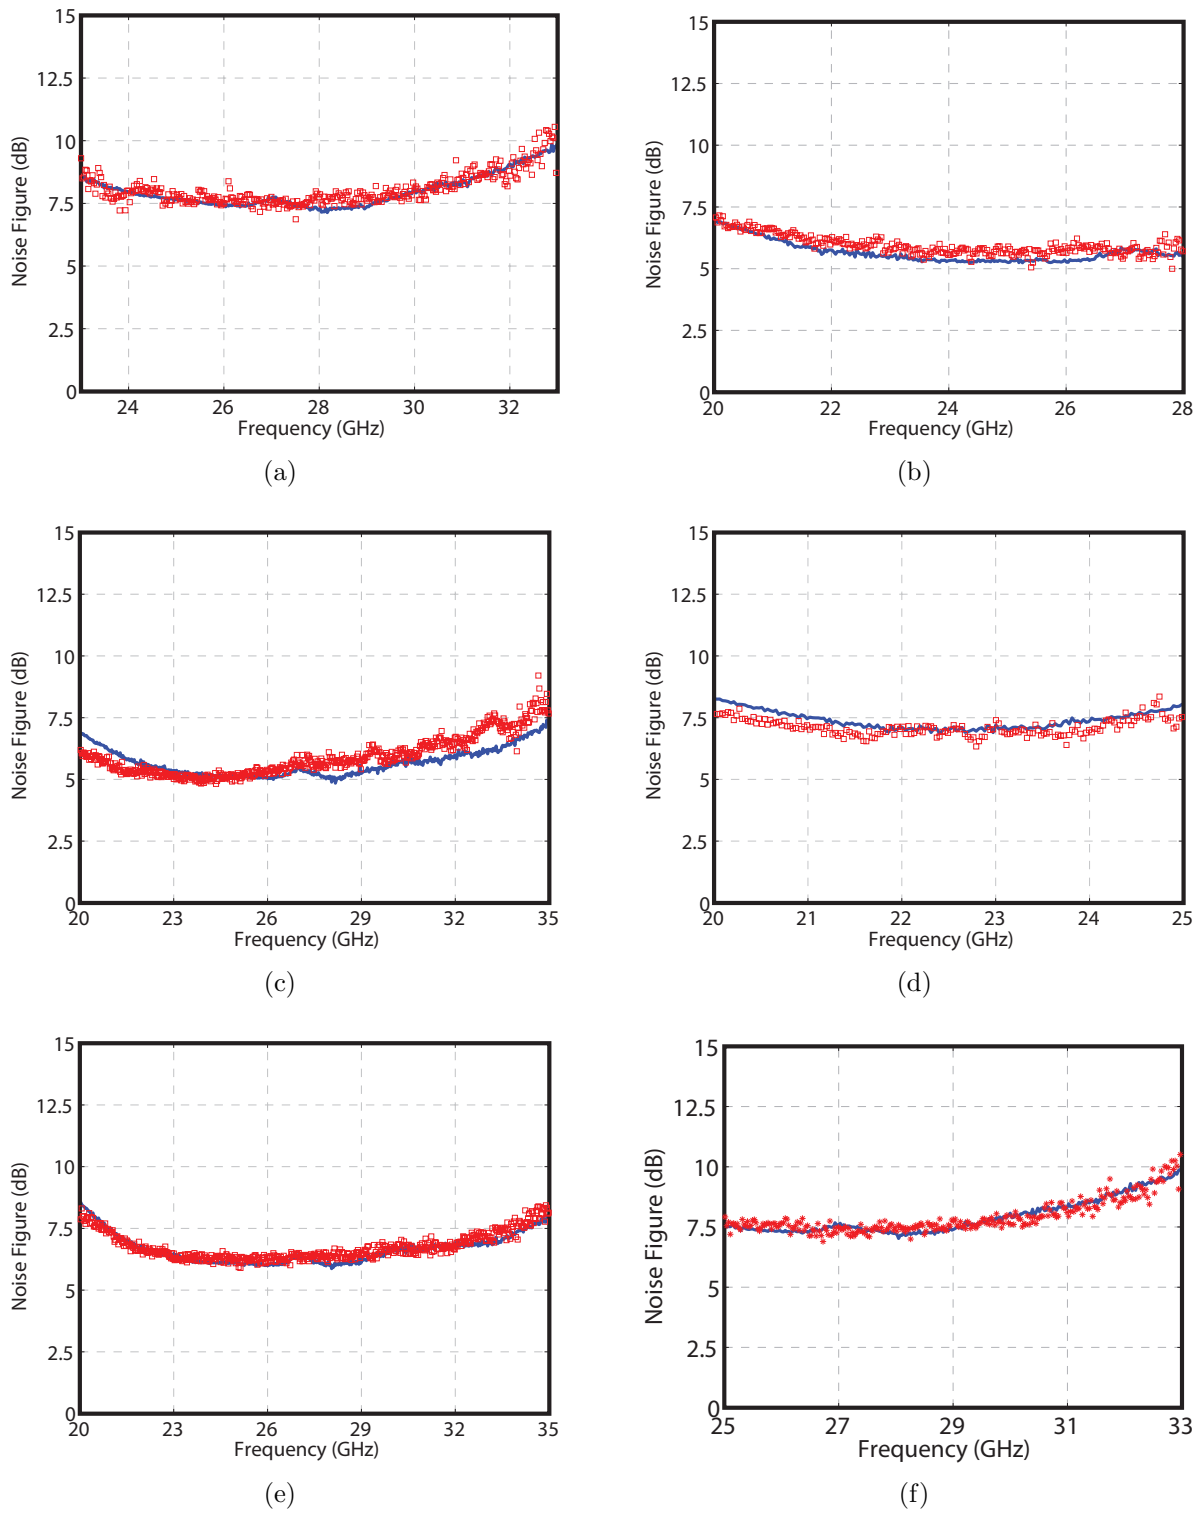 15
12.5
10
7.5
5
2.5
0
24 26 28 30 32
Noise Figure (dB)
Frequency (GHz)
(a)
15
12.5
10
7.5
5
2.5
0
20 22 24 26 28
Noise Figure (dB)
Frequency (GHz)
(b)
15
12.5
10
7.5
5
2.5
0
20 23 26 29 32 35
Noise Figure (dB)
Frequency (GHz)
(c)
15
12.5
10
7.5
5
2.5
0
20 21 22 23 24 25
Noise Figure (dB)
Frequency (GHz)
(d)
15
12.5
10
7.5
5
2.5
0
20 23 26 29 32 35
Noise Figure (dB)
Frequency (GHz)
(e)
15
12.5
10
7.5
5
2.5
0
25 27 29 31 33
Noise Figure (dB)
Frequency (GHz)
(f)